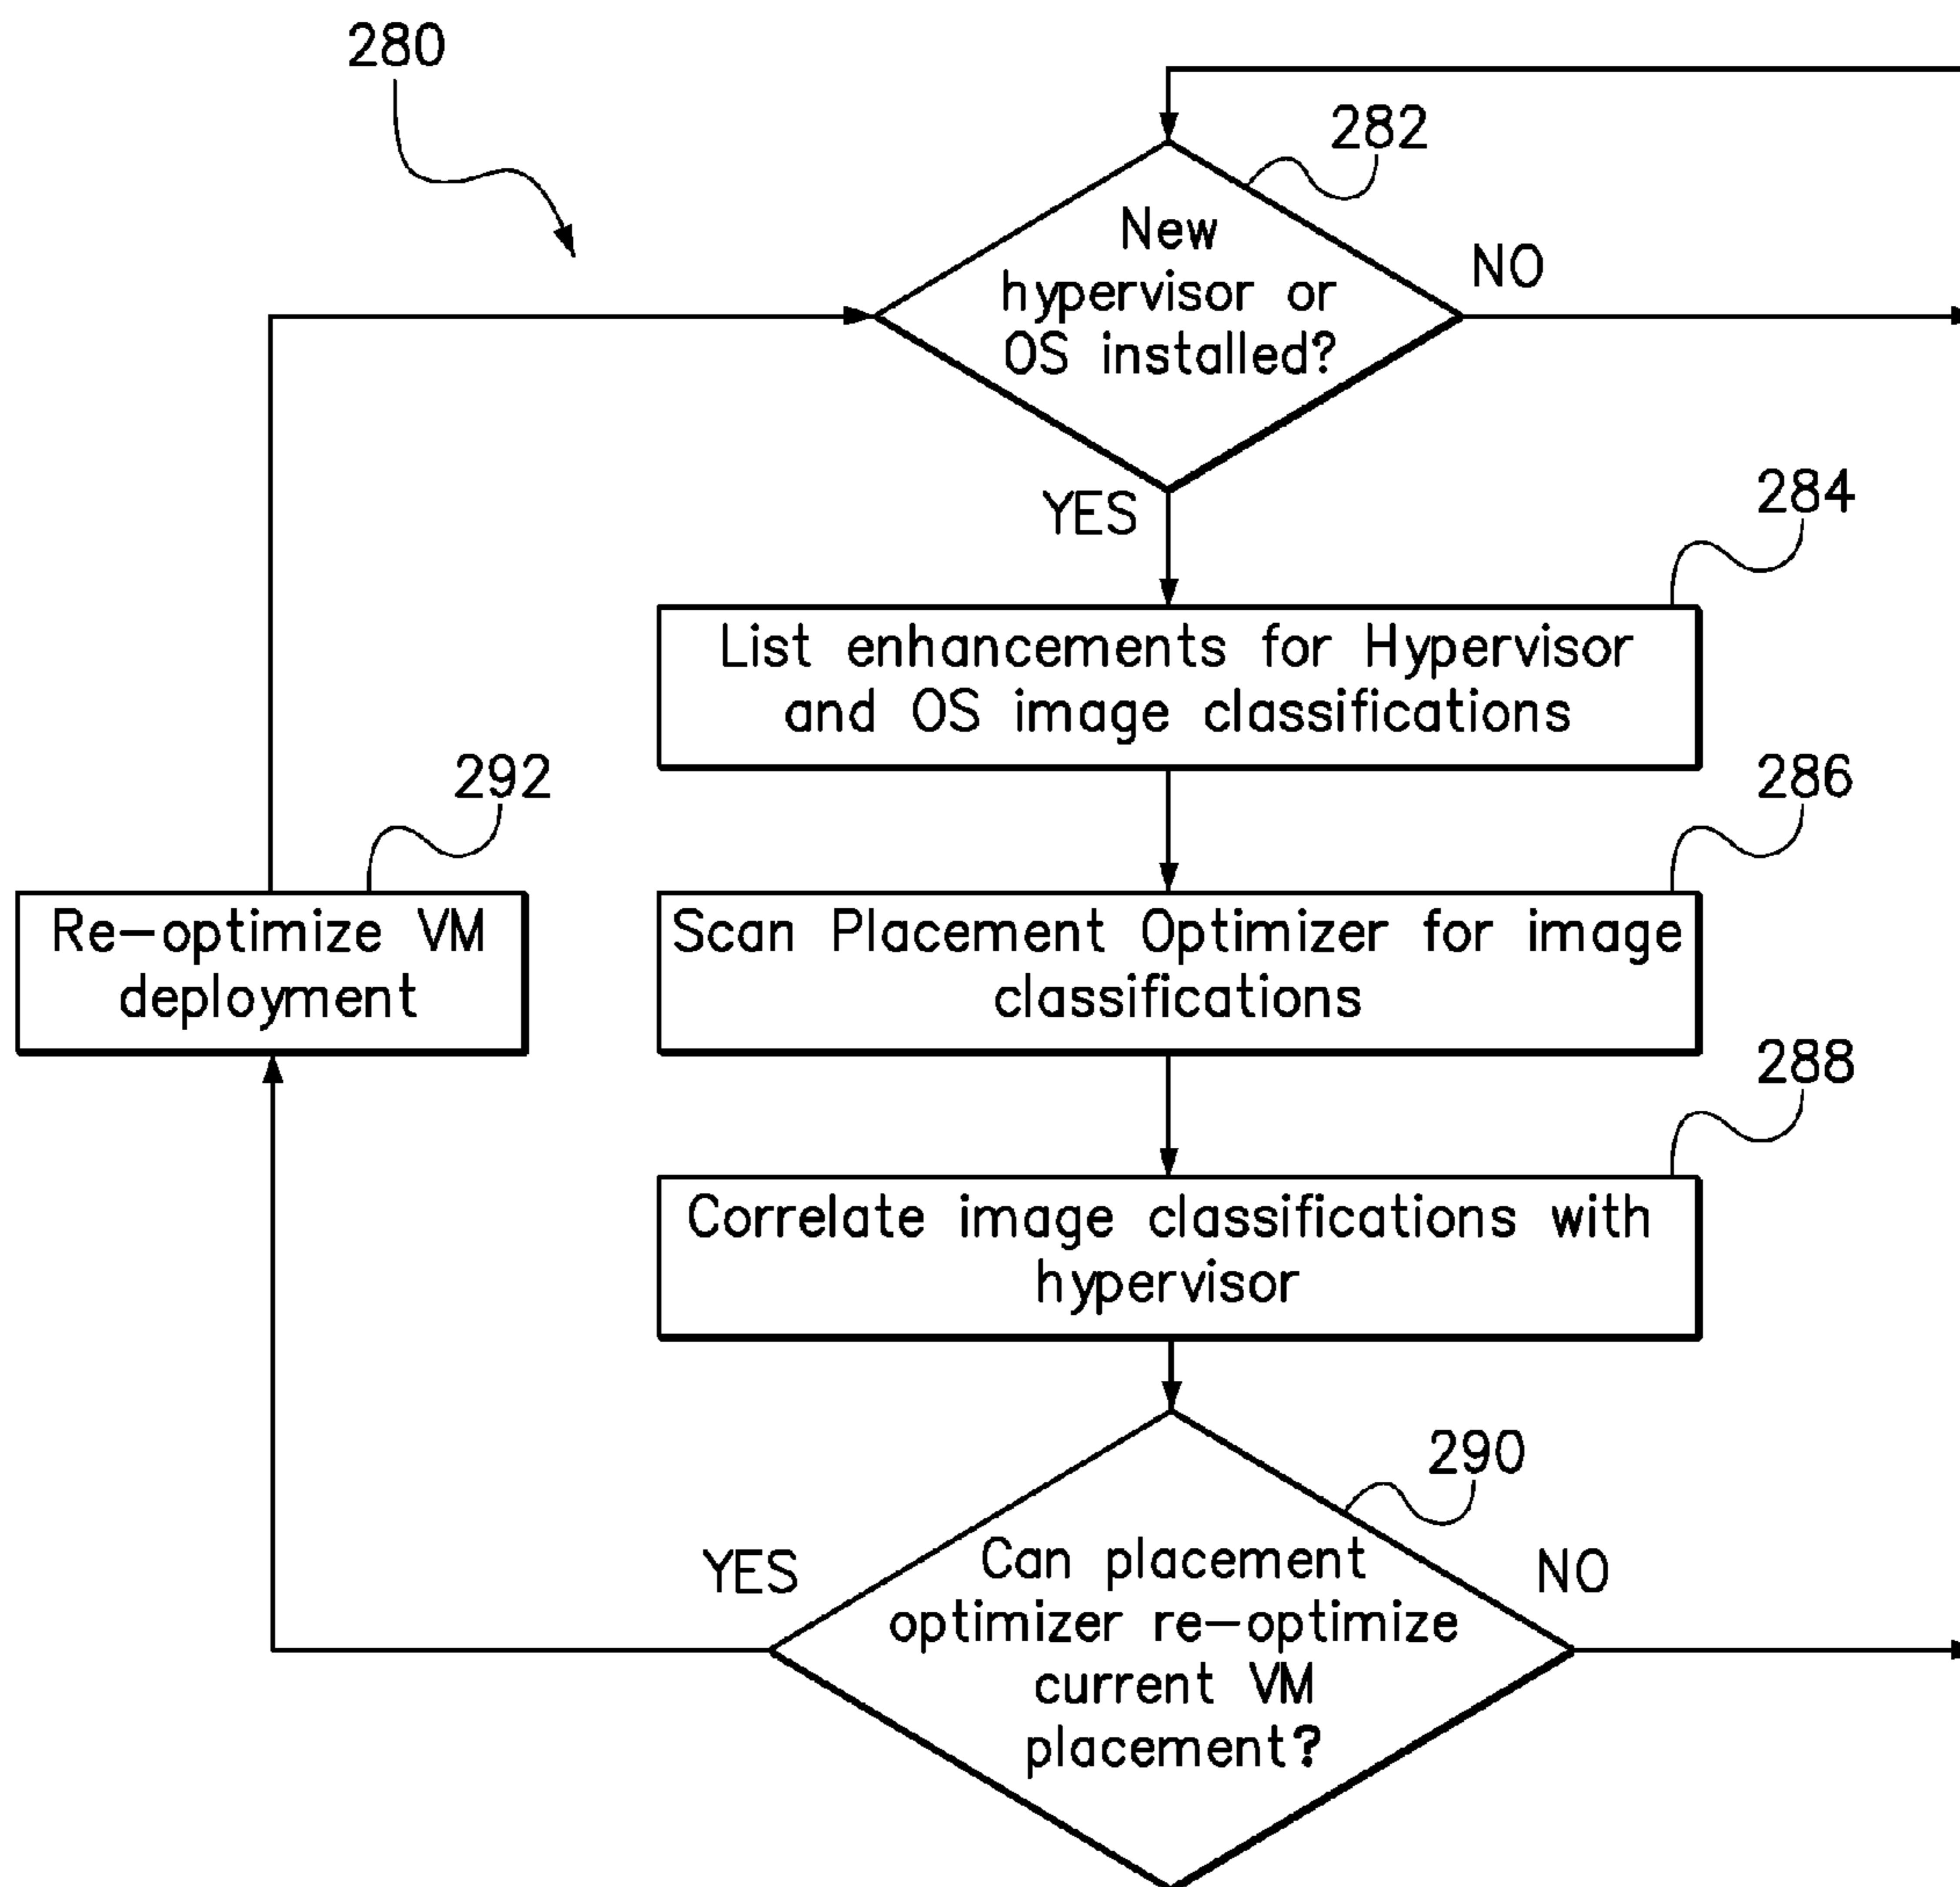 280
282
New
hypervisor or
OS installed?
NO
YES
284
List enhancements for Hypervisor
and OS image classifications
292
286
Re-optimize VM
deployment
Scan Placement Optimizer for image
classifications
288
Correlate image classifications with
hypervisor
290
YES
Can placement
optimizer re-optimize
current VM
placement?
NO